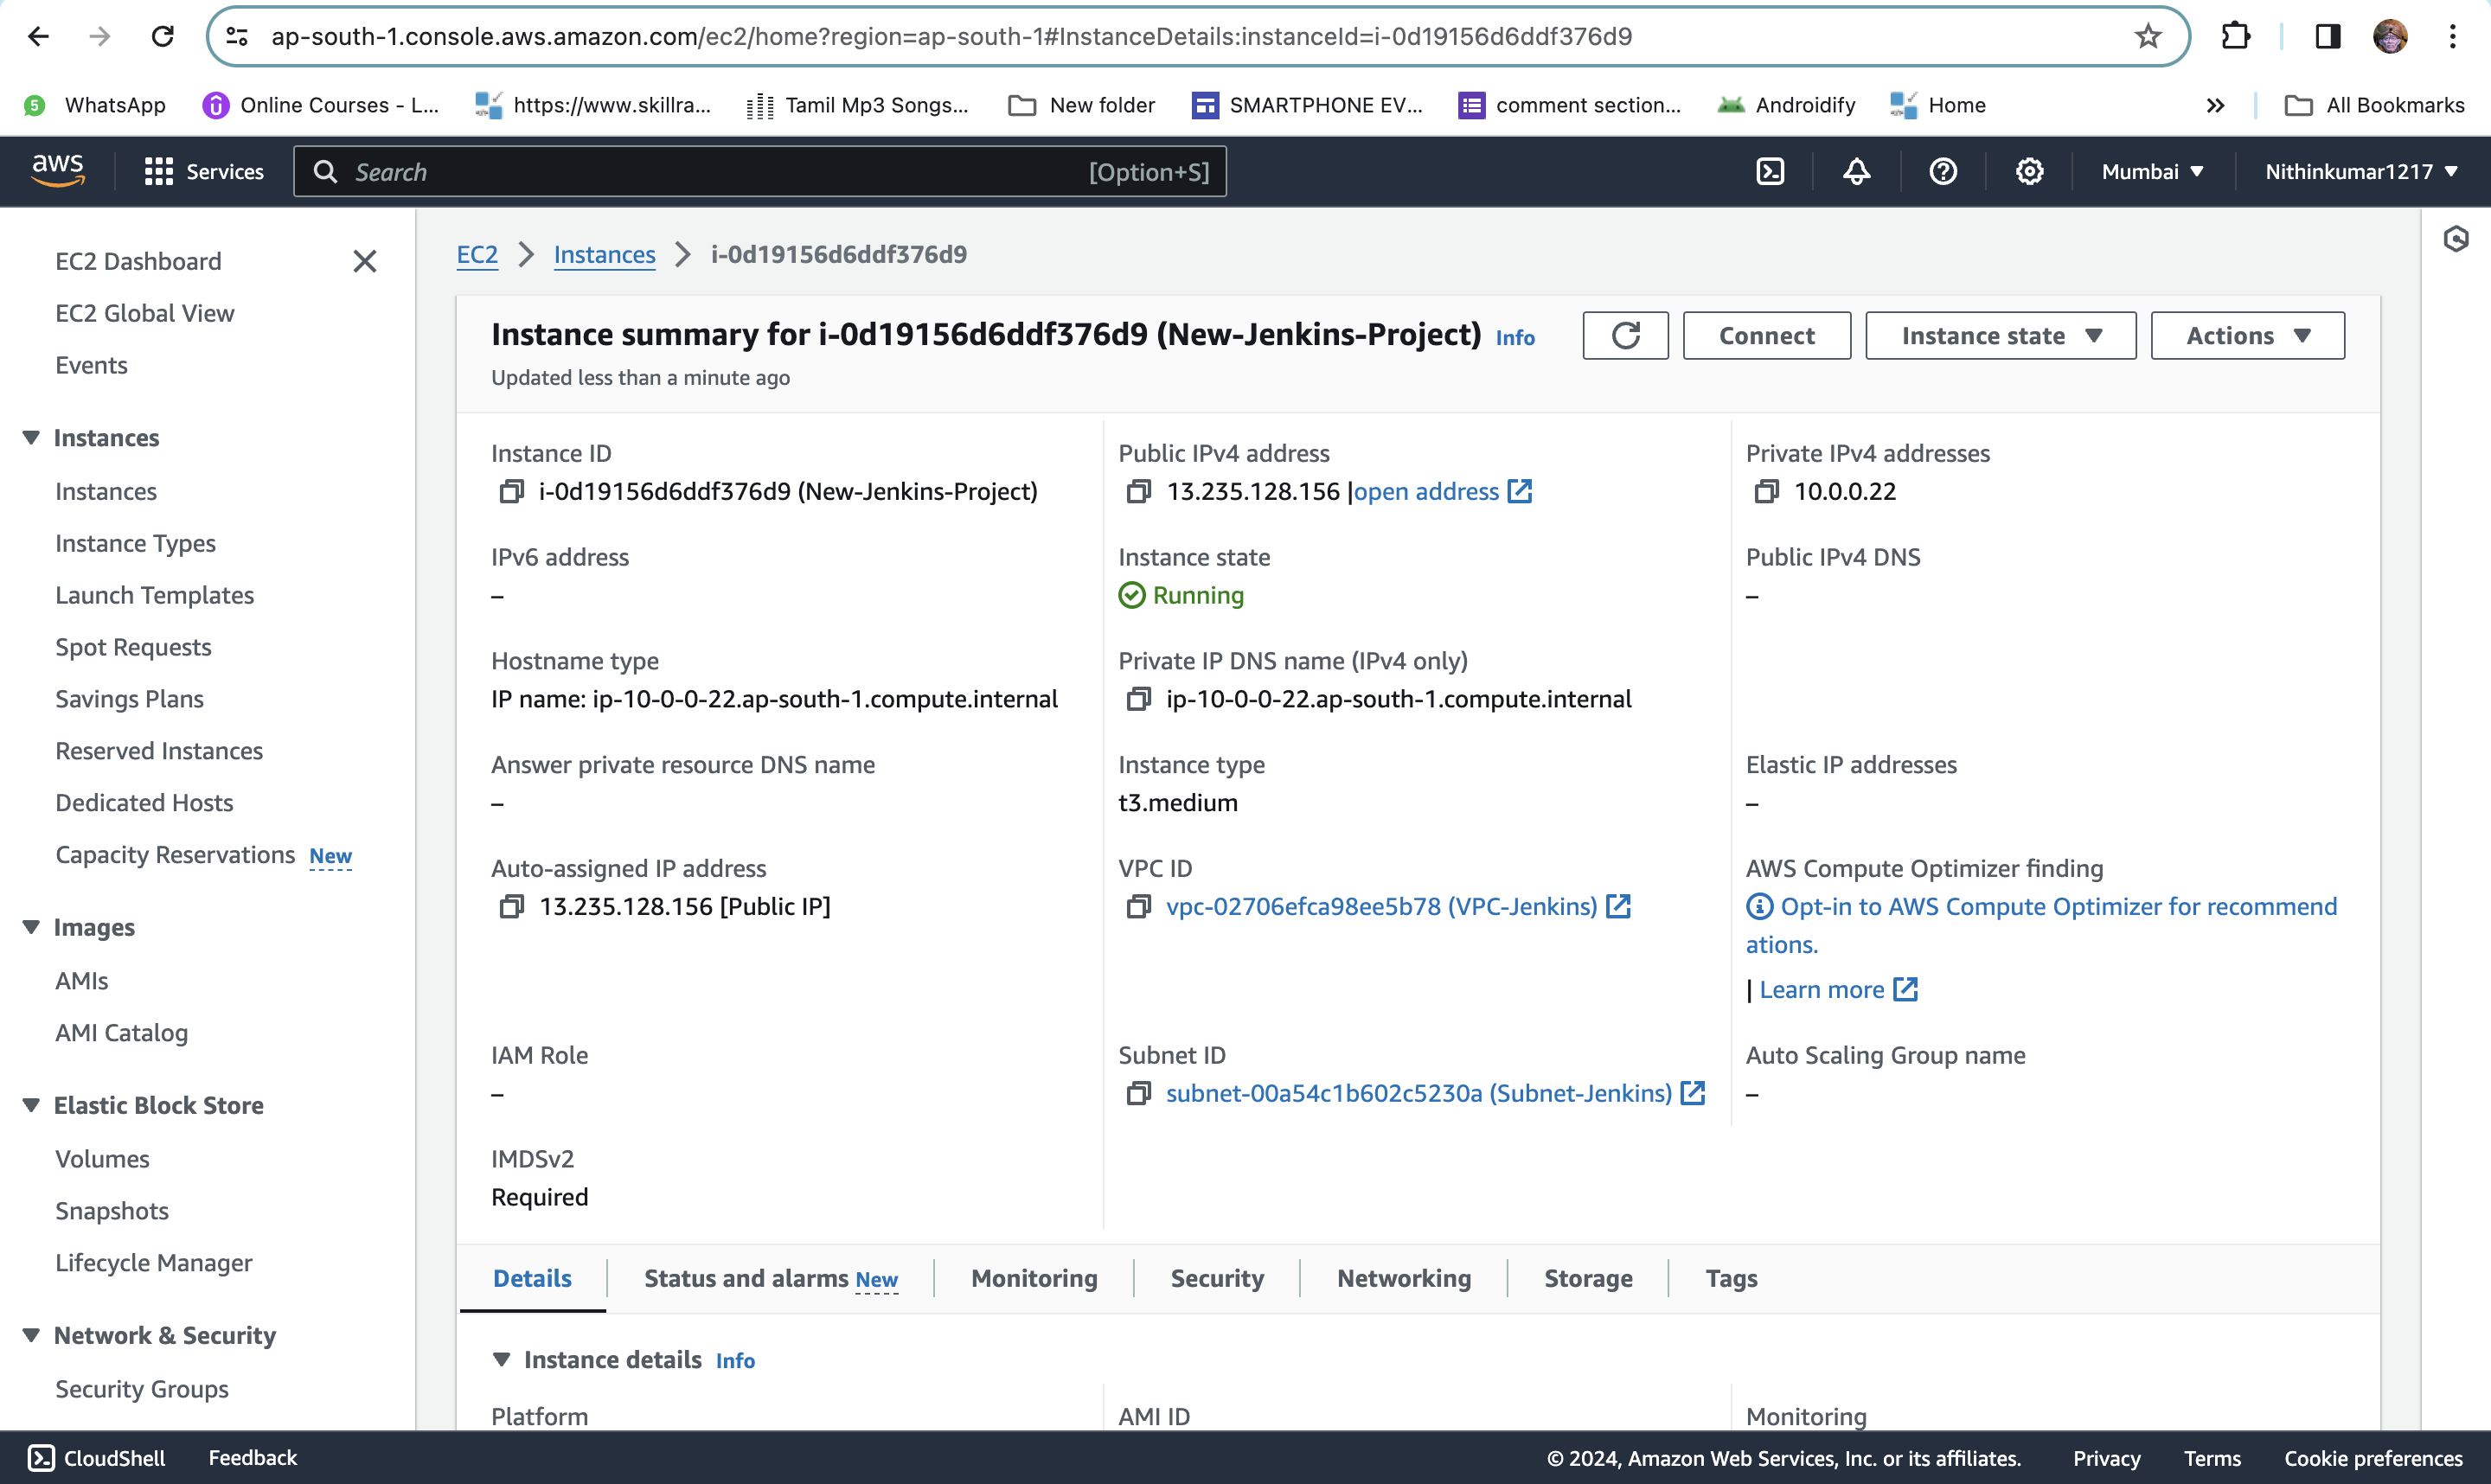 ap-south-1.console.aws.amazon.com/ec2/home?region=ap-south-1#InstanceDetails:instanceId=i-0d19156d6ddf376d9
5 WhatsApp Online Courses - L... https://www.skillra... Tamil Mp3 Songs... New folder SMARTPHONE EV... comment section... Androidify Home » All Bookmarks
aws Services Search [Option+S] Mumbai Nithinkumar1217
EC2 Dashboard
EC2 Global View
Events
Instances
Instances
Instance Types
Launch Templates
Spot Requests
Savings Plans
Reserved Instances
Dedicated Hosts
Capacity Reservations New
Images
AMIs
AMI Catalog
Elastic Block Store
Volumes
Snapshots
Lifecycle Manager
Network & Security
Security Groups
EC2 > Instances > i-0d19156d6ddf376d9
Instance summary for i-0d19156d6ddf376d9 (New-Jenkins-Project) Info
Connect Instance state Actions
Updated less than a minute ago
Instance ID
i-0d19156d6ddf376d9 (New-Jenkins-Project)
Public IPv4 address
13.235.128.156 |open address
Private IPv4 addresses
10.0.0.22
IPv6 address
–
Instance state
Running
Public IPv4 DNS
–
Hostname type
IP name: ip-10-0-0-22.ap-south-1.compute.internal
Private IP DNS name (IPv4 only)
ip-10-0-0-22.ap-south-1.compute.internal
Answer private resource DNS name
–
Instance type
t3.medium
Elastic IP addresses
–
Auto-assigned IP address
13.235.128.156 [Public IP]
VPC ID
vpc-02706efca98ee5b78 (VPC-Jenkins)
AWS Compute Optimizer finding
Opt-in to AWS Compute Optimizer for recommend
ations.
| Learn more
IAM Role
–
Subnet ID
subnet-00a54c1b602c5230a (Subnet-Jenkins)
Auto Scaling Group name
–
IMDSv2
Required
Details Status and alarms New Monitoring Security Networking Storage Tags
Instance details Info
Platform AMI ID Monitoring
CloudShell Feedback © 2024, Amazon Web Services, Inc. or its affiliates. Privacy Terms Cookie preferences